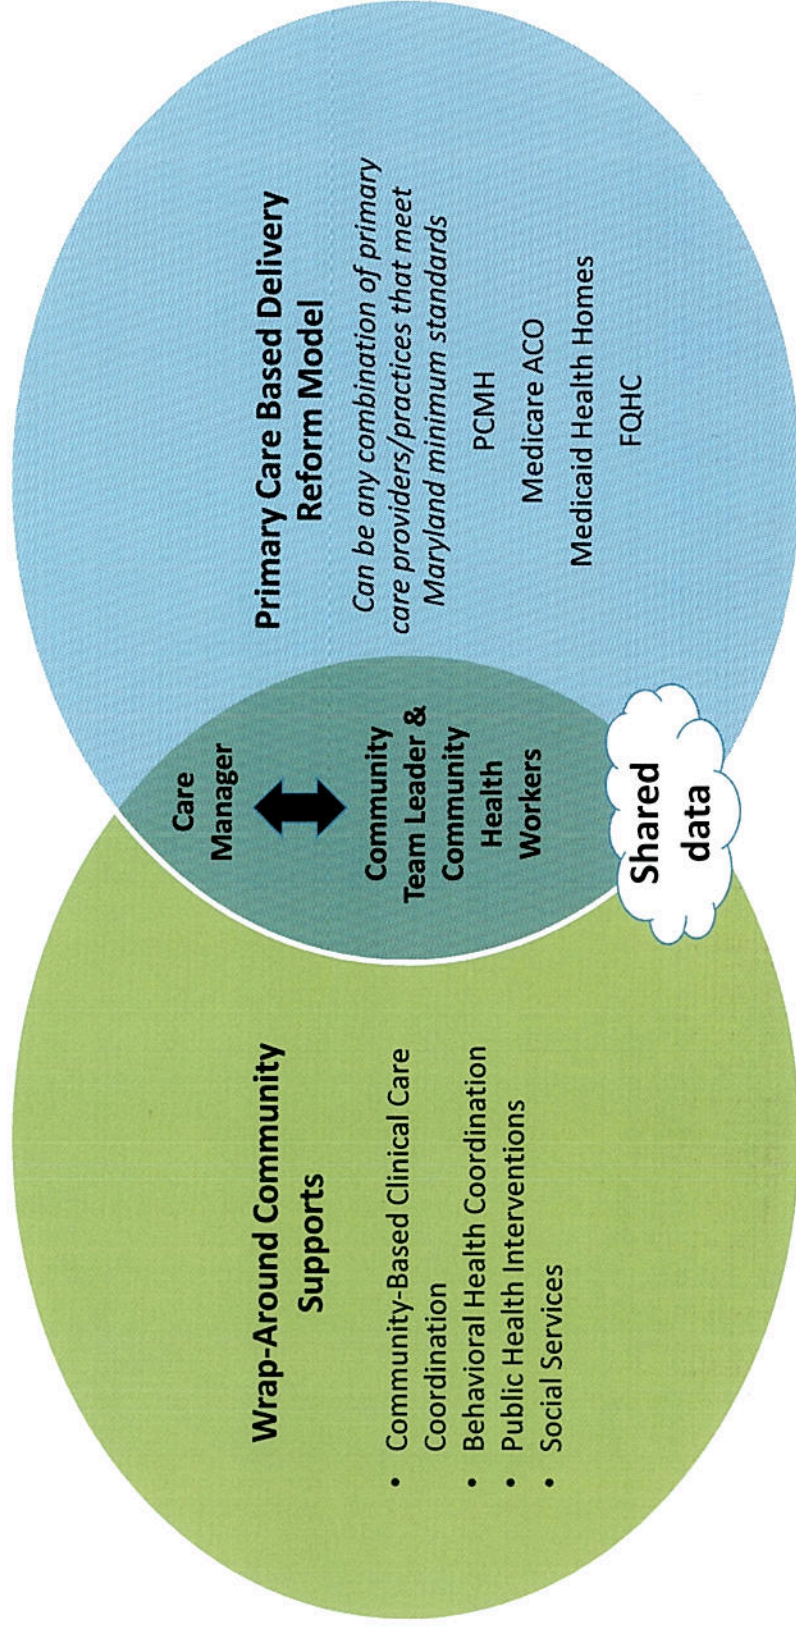 Wrap-Around Community
Supports
• Community-Based Clinical Care
Coordination
• Behavioral Health Coordination
• Public Health Interventions
• Social Services
Care
Manager
Community
Team Leader &
Community
Health
Workers
Shared
data
Primary Care Based Delivery
Reform Model
Can be any combination of primary
care providers/practices that meet
Maryland minimum standards
PCMH
Medicare ACO
Medicaid Health Homes
FQHC